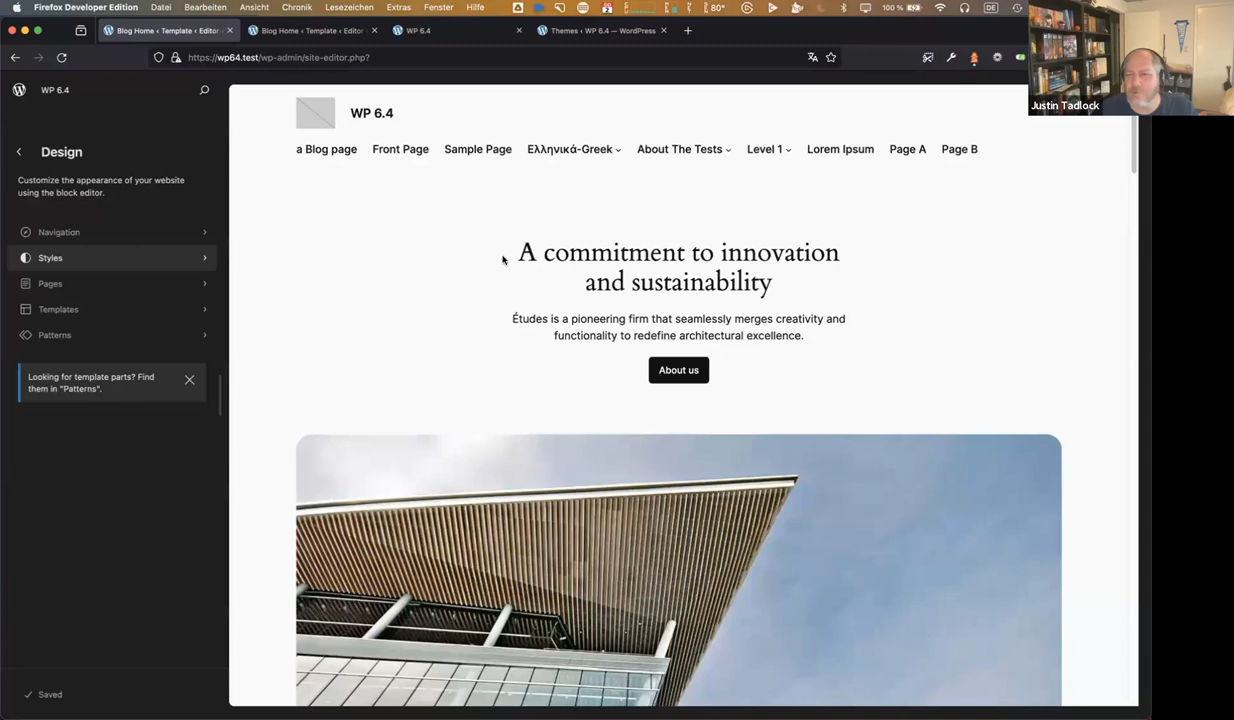 Firefox Developer Edition Datei Bearbeiten Ansicht Chronik Lesezeichen Extras Fenster Hilfe 80° 100 % DE
Blog Home ‹ Template ‹ Editor Blog Home ‹ Template ‹ Editor WP 6.4 Themes ‹ WP 6.4 — WordPress
https://wp64.test/wp-admin/site-editor.php?
Justin Tadlock
WP 6.4
Design
Customize the appearance of your website
using the block editor.
Navigation
Styles
Pages
Templates
Patterns
Looking for template parts? Find
them in "Patterns".
Saved
WP 6.4
a Blog page Front Page Sample Page Ελληνικά-Greek About The Tests Level 1 Lorem Ipsum Page A Page B
A commitment to innovation
and sustainability
Études is a pioneering firm that seamlessly merges creativity and
functionality to redefine architectural excellence.
About us